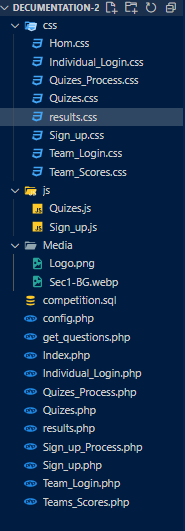 DECUMENTATION-2
css
Hom.css
Individual_Login.css
Quizes_Process.css
Quizes.css
results.css
Sign_up.css
Team_Login.css
Team_Scores.css
js
Quizes.js
Sign_up.js
Media
Logo.png
Sec1-BG.webp
competition.sql
config.php
get_questions.php
Index.php
Individual_Login.php
Quizes_Process.php
Quizes.php
results.php
Sign_up_Process.php
Sign_up.php
Team_Login.php
Teams_Scores.php